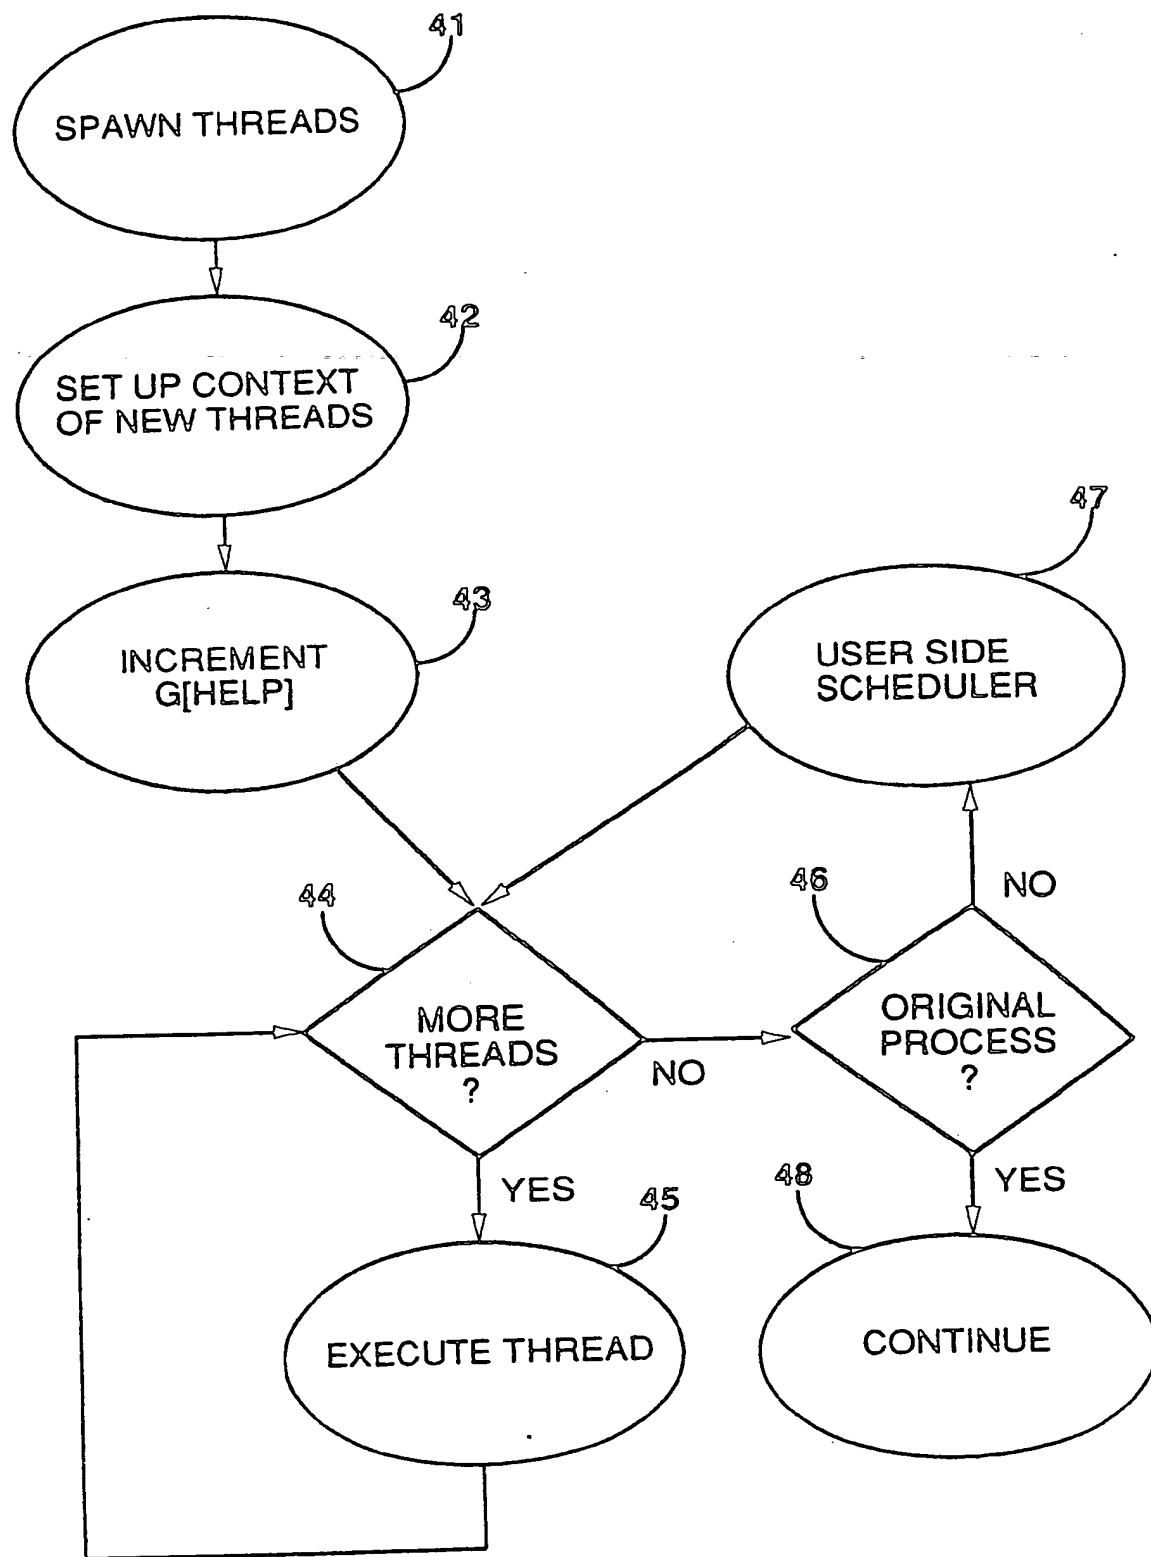 41
SPAWN THREADS
42
SET UP CONTEXT
OF NEW THREADS
43
INCREMENT
G[HELP]
47
USER SIDE
SCHEDULER
44
MORE
THREADS
?
NO
46
NO
ORIGINAL
PROCESS
?
YES
45
EXECUTE THREAD
YES
48
CONTINUE